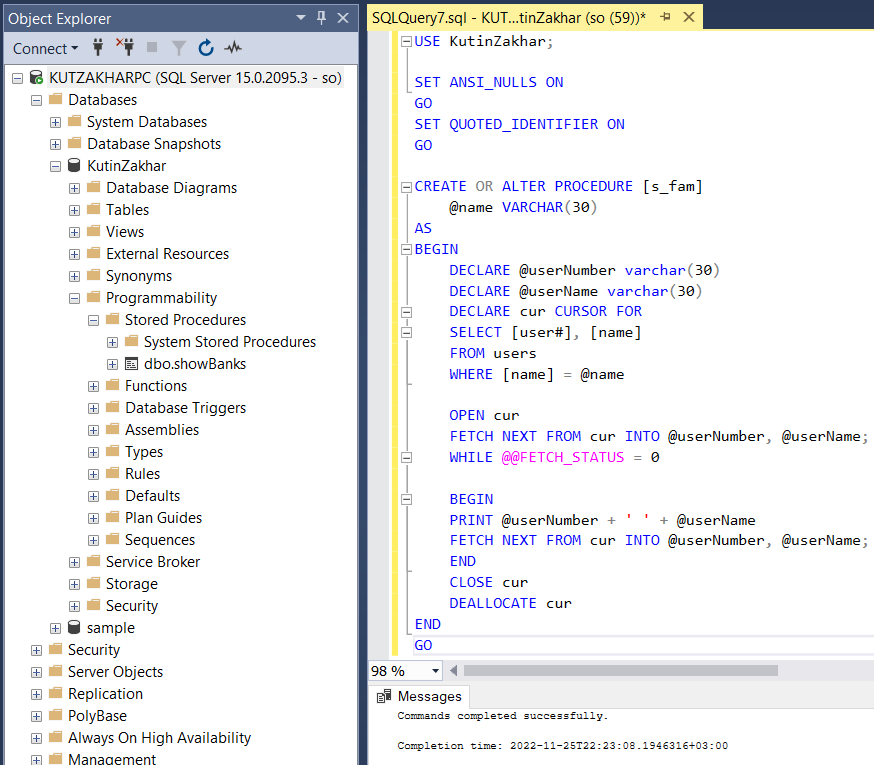 Object Explorer
Connect
KUTZAKHARPC (SQL Server 15.0.2095.3 - so)
Databases
System Databases
Database Snapshots
KutinZakhar
Database Diagrams
Tables
Views
External Resources
Synonyms
Programmability
Stored Procedures
System Stored Procedures
dbo.showBanks
Functions
Database Triggers
Assemblies
Types
Rules
Defaults
Plan Guides
Sequences
Service Broker
Storage
Security
sample
Security
Server Objects
Replication
PolyBase
Always On High Availability
Management
SQLQuery7.sql - KUT...tinZakhar (so (59))*
USE KutinZakhar;
SET ANSI_NULLS ON
GO
SET QUOTED_IDENTIFIER ON
GO
CREATE OR ALTER PROCEDURE [s_fam]
@name VARCHAR(30)
AS
BEGIN
DECLARE @userNumber varchar(30)
DECLARE @userName varchar(30)
DECLARE cur CURSOR FOR
SELECT [user#], [name]
FROM users
WHERE [name] = @name
OPEN cur
FETCH NEXT FROM cur INTO @userNumber, @userName;
WHILE @@FETCH_STATUS = 0
BEGIN
PRINT @userNumber + ' ' + @userName
FETCH NEXT FROM cur INTO @userNumber, @userName;
END
CLOSE cur
DEALLOCATE cur
END
GO
98 %
Messages
Commands completed successfully.
Completion time: 2022-11-25T22:23:08.1946316+03:00